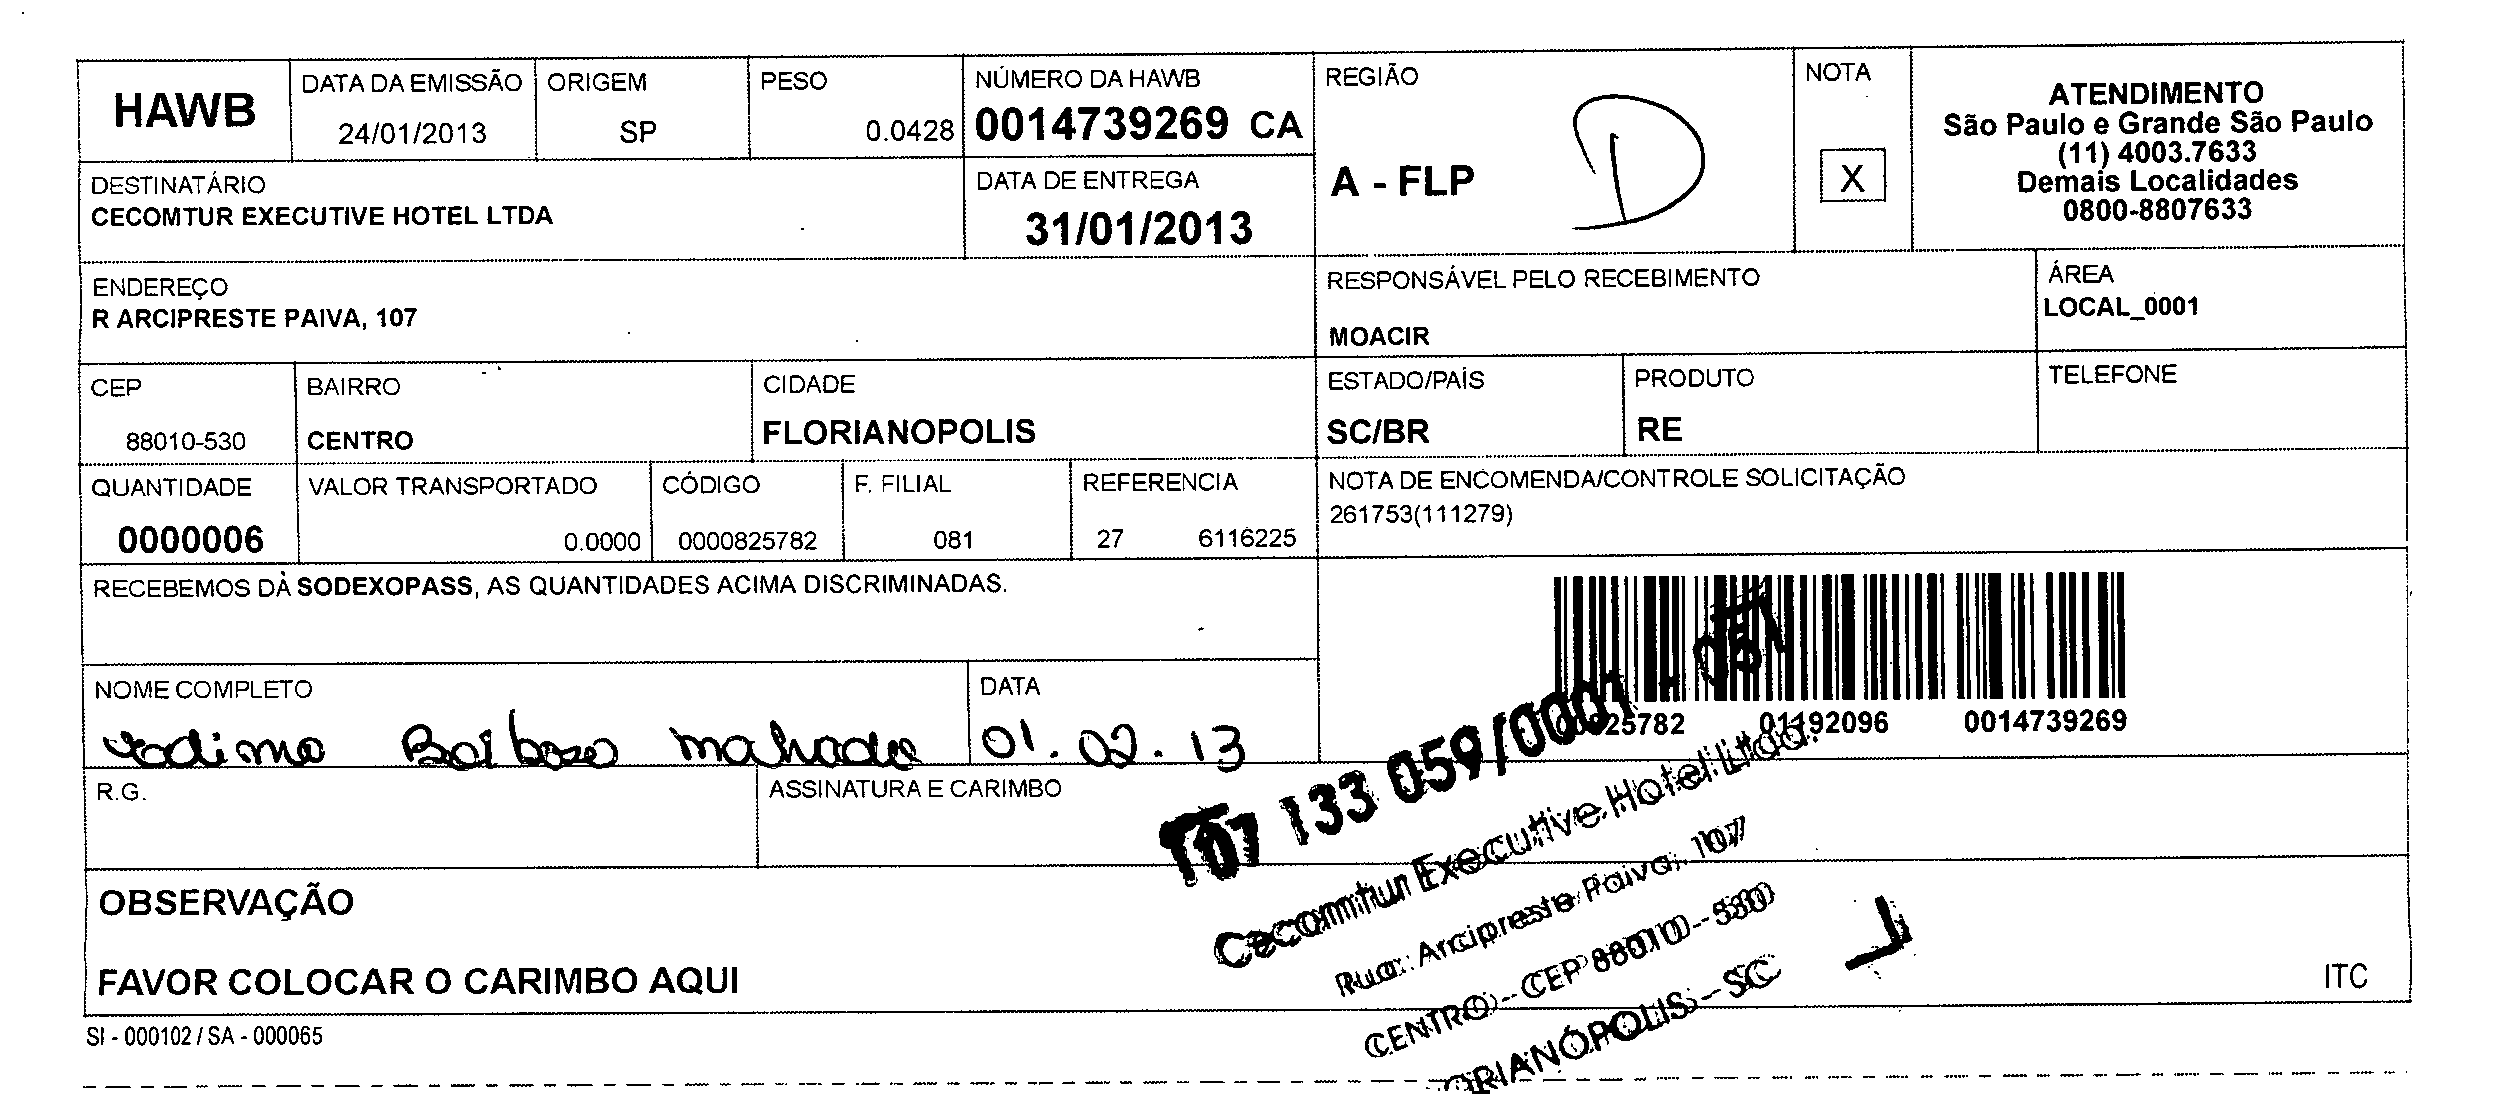 HAWB
DATA DA EMISSÃO
24/01/2013
ORIGEM
SP
PESO
0.0428
NÚMERO DA HAWB
0014739269 CA
REGIÃO
A - FLP
D
NOTA
X
ATENDIMENTO
São Paulo e Grande São Paulo
(11) 4003.7633
Demais Localidades
0800-8807633
DESTINATÁRIO
CECOMTUR EXECUTIVE HOTEL LTDA
DATA DE ENTREGA
31/01/2013
ENDEREÇO
R ARCIPRESTE PAIVA, 107
RESPONSÁVEL PELO RECEBIMENTO
MOACIR
ÁREA
LOCAL_0001
CEP
88010-530
BAIRRO
CENTRO
CIDADE
FLORIANOPOLIS
ESTADO/PAÍS
SC/BR
PRODUTO
RE
TELEFONE
QUANTIDADE
0000006
VALOR TRANSPORTADO
0.0000
CÓDIGO
0000825782
F. FILIAL
081
REFERENCIA
27 6116225
NOTA DE ENCOMENDA/CONTROLE SOLICITAÇÃO
261753(111279)
RECEBEMOS DA SODEXOPASS, AS QUANTIDADES ACIMA DISCRIMINADAS.
01192096 0014739269
NOME COMPLETO
Machado
DATA
01.02.13
R.G.
ASSINATURA E CARIMBO
07 133 059/0001 - 
Cecomtur Executive Hotel Ltda.
Rua: Arcipreste Paiva, 107
CENTRO - CEP 88010 - 530
ORIANÓPOLIS - SC
OBSERVAÇÃO
FAVOR COLOCAR O CARIMBO AQUI
ITC
SI - 000102 / SA - 000065